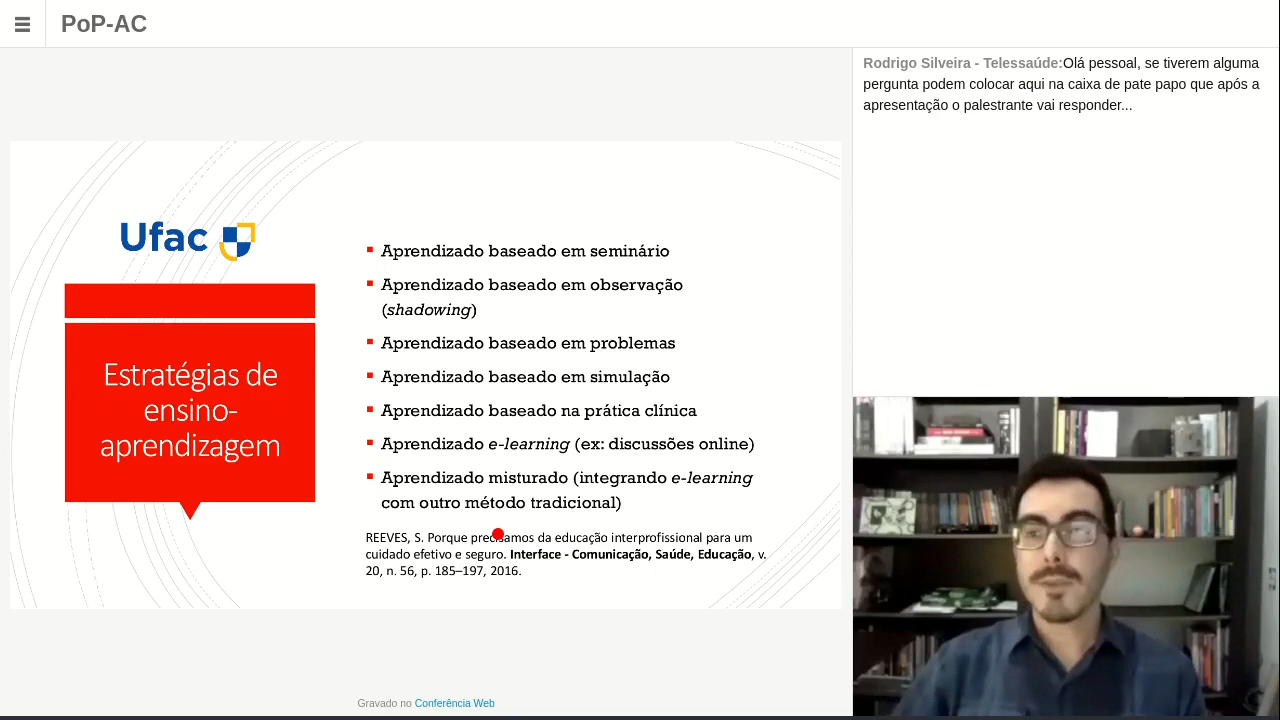 PoP-AC
Rodrigo Silveira - Telessaúde:Olá pessoal, se tiverem alguma
pergunta podem colocar aqui na caixa de pate papo que após a
apresentação o palestrante vai responder...
Ufac
Estratégias de
ensino-
aprendizagem
Aprendizado baseado em seminário
Aprendizado baseado em observação
(shadowing)
Aprendizado baseado em problemas
Aprendizado baseado em simulação
Aprendizado baseado na prática clínica
Aprendizado e-learning (ex: discussões online)
Aprendizado misturado (integrando e-learning
com outro método tradicional)
REEVES, S. Porque precisamos da educação interprofissional para um
cuidado efetivo e seguro. Interface - Comunicação, Saúde, Educação, v.
20, n. 56, p. 185–197, 2016.
Gravado no Conferência Web